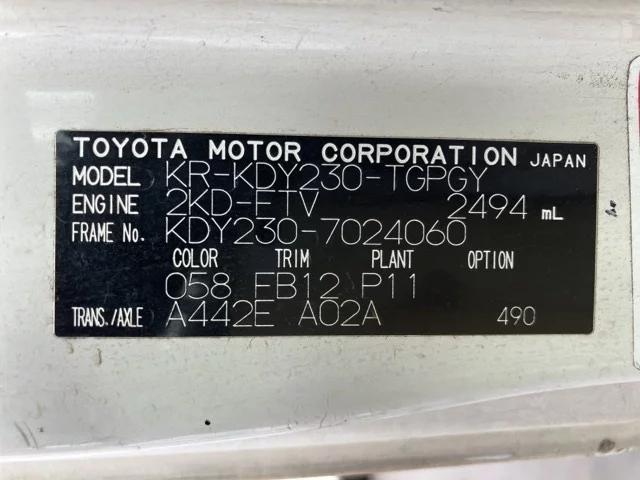 TOYOTA MOTOR CORPORATION JAPAN
MODEL KR-KDY230-TGPGY
ENGINE 2KD-FTV 2494 mL
FRAME No. KDY230-7024060
COLOR TRIM PLANT OPTION
058 FB12 P11
TRANS./AXLE A442E A02A 490